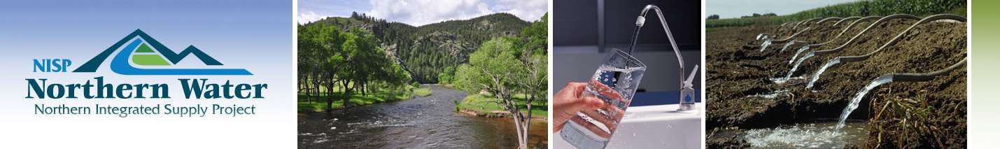 NISP
Northern Water
Northern Integrated Supply Project